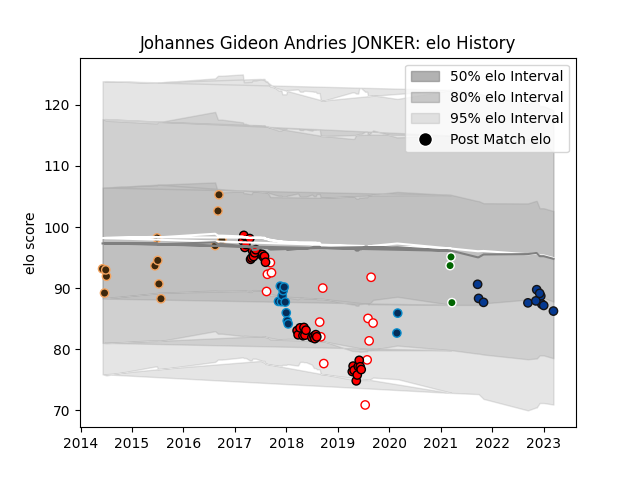 Johannes Gideon Andries JONKER: elo History
50% elo Interval
80% elo Interval
95% elo Interval
Post Match elo
elo score
120
110
100
90
80
70
2014 2015 2016 2017 2018 2019 2020 2021 2022 2023